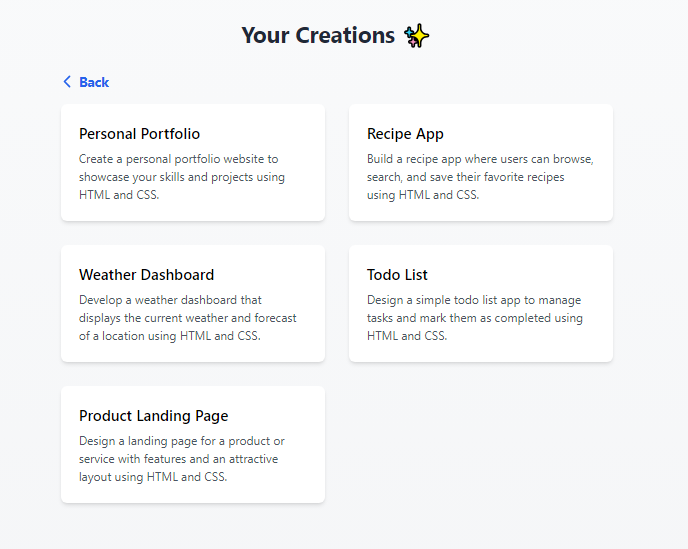 Your Creations ✨
Back
Personal Portfolio
Create a personal portfolio website to
showcase your skills and projects using
HTML and CSS.
Recipe App
Build a recipe app where users can browse,
search, and save their favorite recipes
using HTML and CSS.
Weather Dashboard
Develop a weather dashboard that
displays the current weather and forecast
of a location using HTML and CSS.
Todo List
Design a simple todo list app to manage
tasks and mark them as completed using
HTML and CSS.
Product Landing Page
Design a landing page for a product or
service with features and an attractive
layout using HTML and CSS.